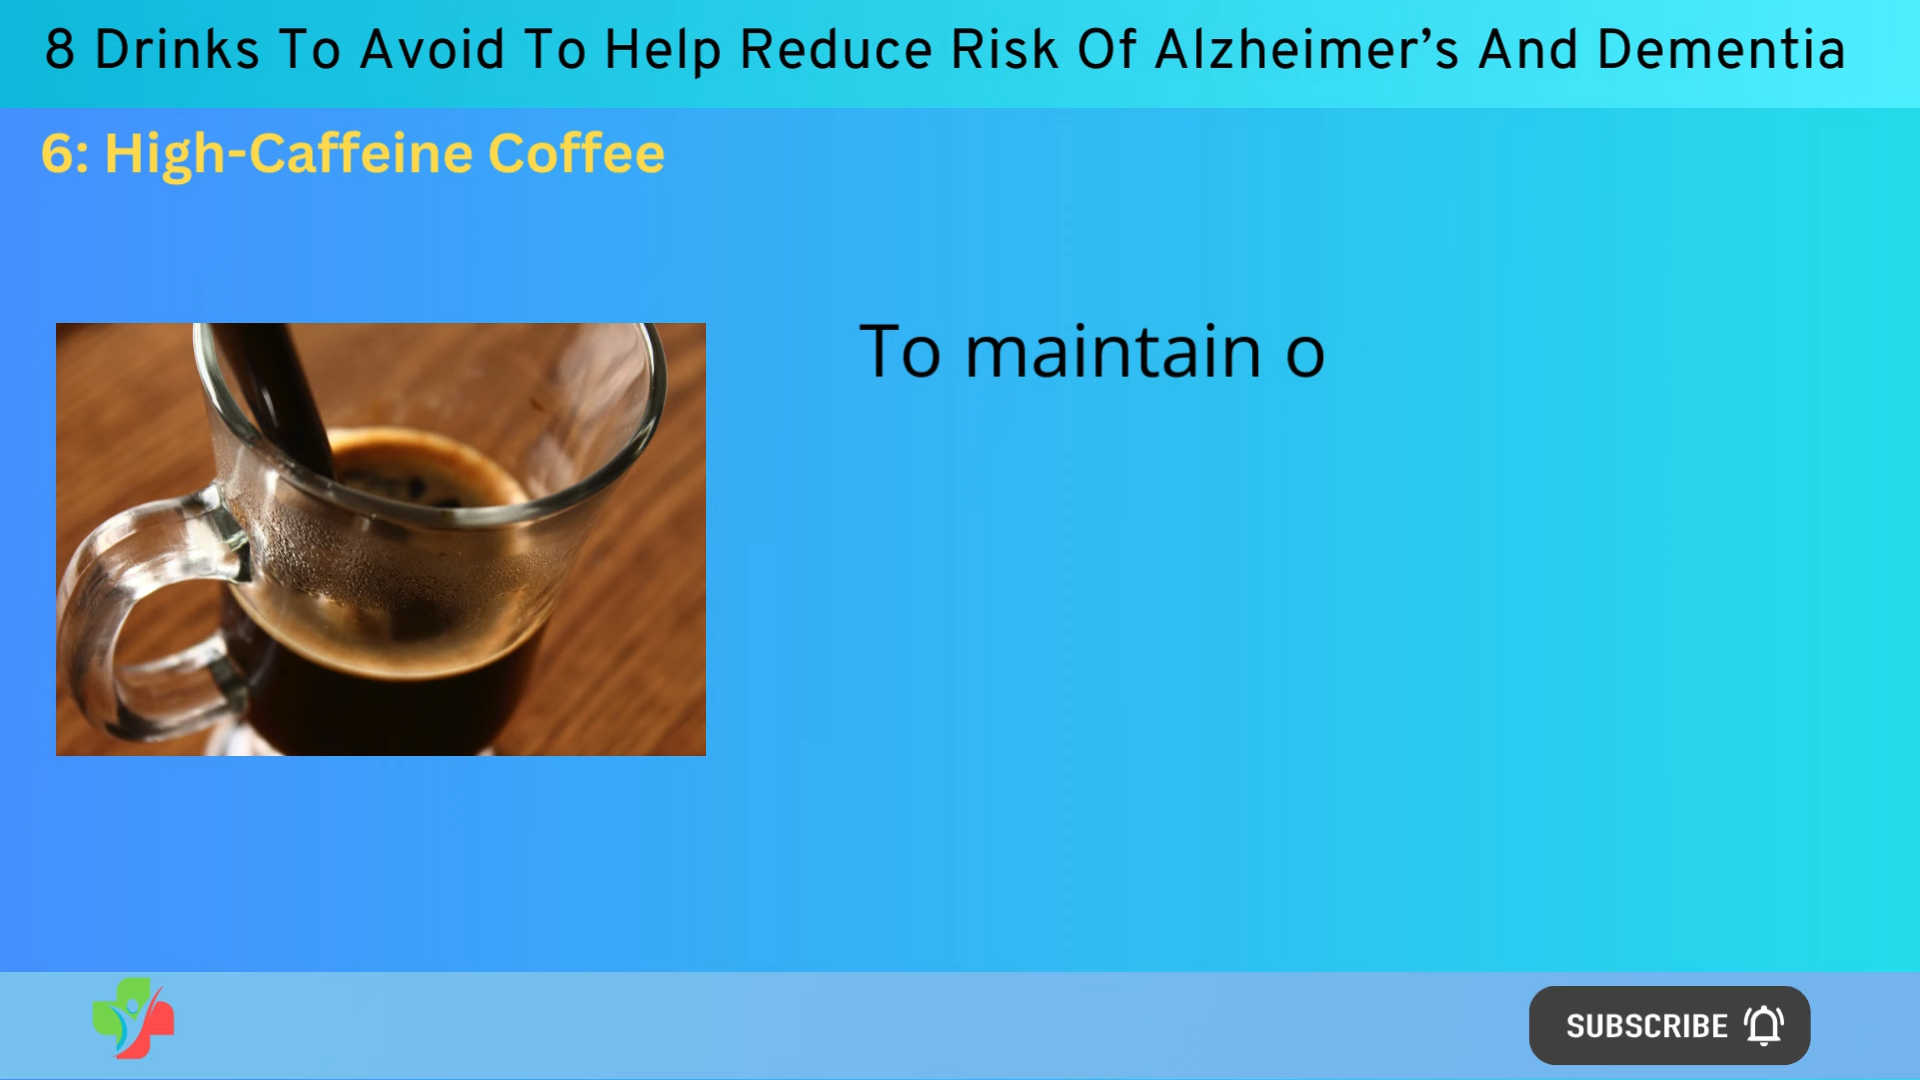 8 Drinks To Avoid To Help Reduce Risk Of Alzheimer’s And Dementia
6: High-Caffeine Coffee
To maintain o
SUBSCRIBE